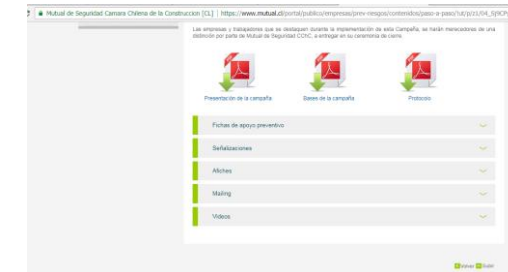 Mutual de Seguridad Camara Chilena de la Construccion [CL] | https://www.mutual.cl/portal/publico/empresas/prev-riesgos/contenidos/paso-a-paso/
Las empresas y trabajadores que se destaquen durante la implementación de esta Campaña, se harán merecedores de una
distinción por parte de Mutual de Seguridad CChC, a entregar en su ceremonia de cierre.
Presentación de la campaña
Bases de la campaña
Protocolo
Fichas de apoyo preventivo
Señalizaciones
Afiches
Mailing
Videos
Volver
Subir